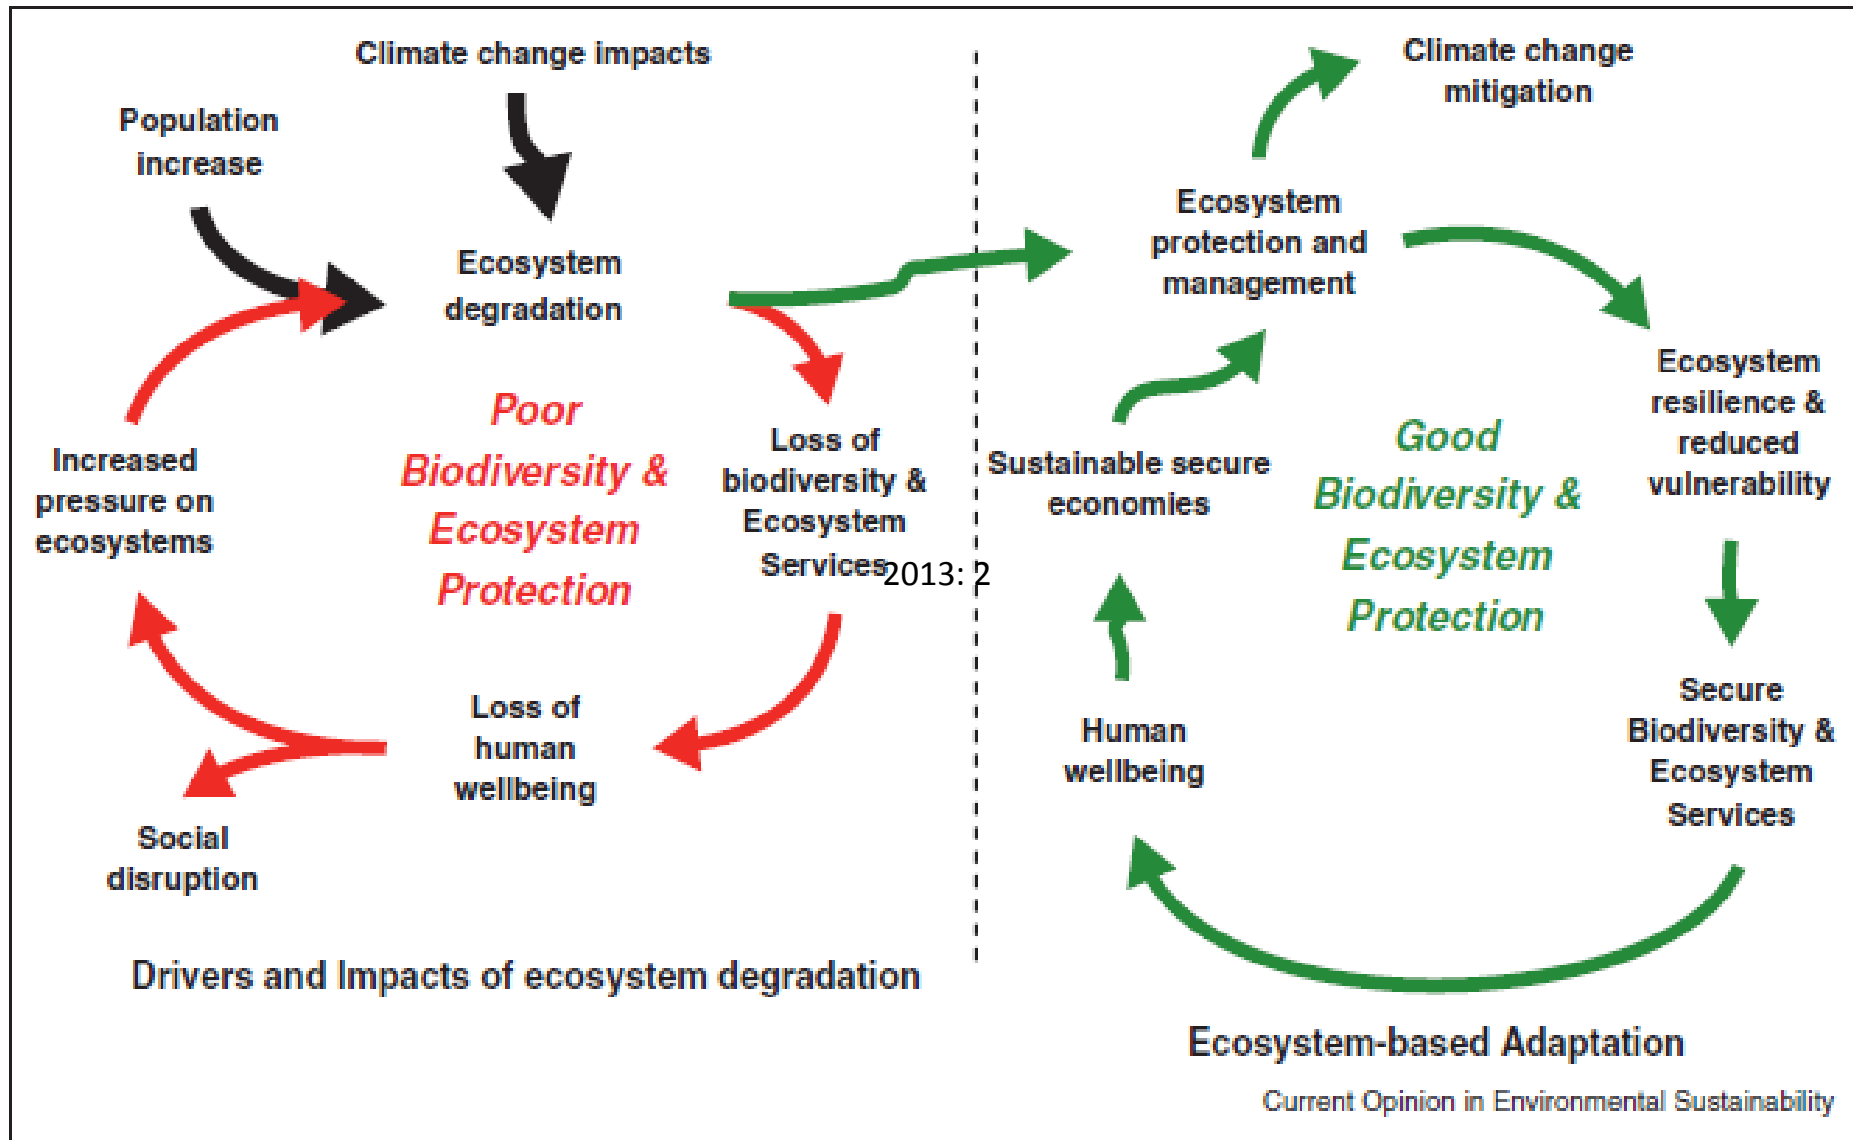 Climate change impacts
Population
increase
Ecosystem
degradation
Increased
pressure on
ecosystems
Poor
Biodiversity &
Ecosystem
Protection
Loss of
biodiversity &
Ecosystem
Services
2013: 2
Loss of
human
wellbeing
Social
disruption
Drivers and Impacts of ecosystem degradation
Climate change
mitigation
Ecosystem
protection and
management
Sustainable secure
economies
Good
Biodiversity &
Ecosystem
Protection
Ecosystem
resilience &
reduced
vulnerability
Human
wellbeing
Secure
Biodiversity &
Ecosystem
Services
Ecosystem-based Adaptation
Current Opinion in Environmental Sustainability